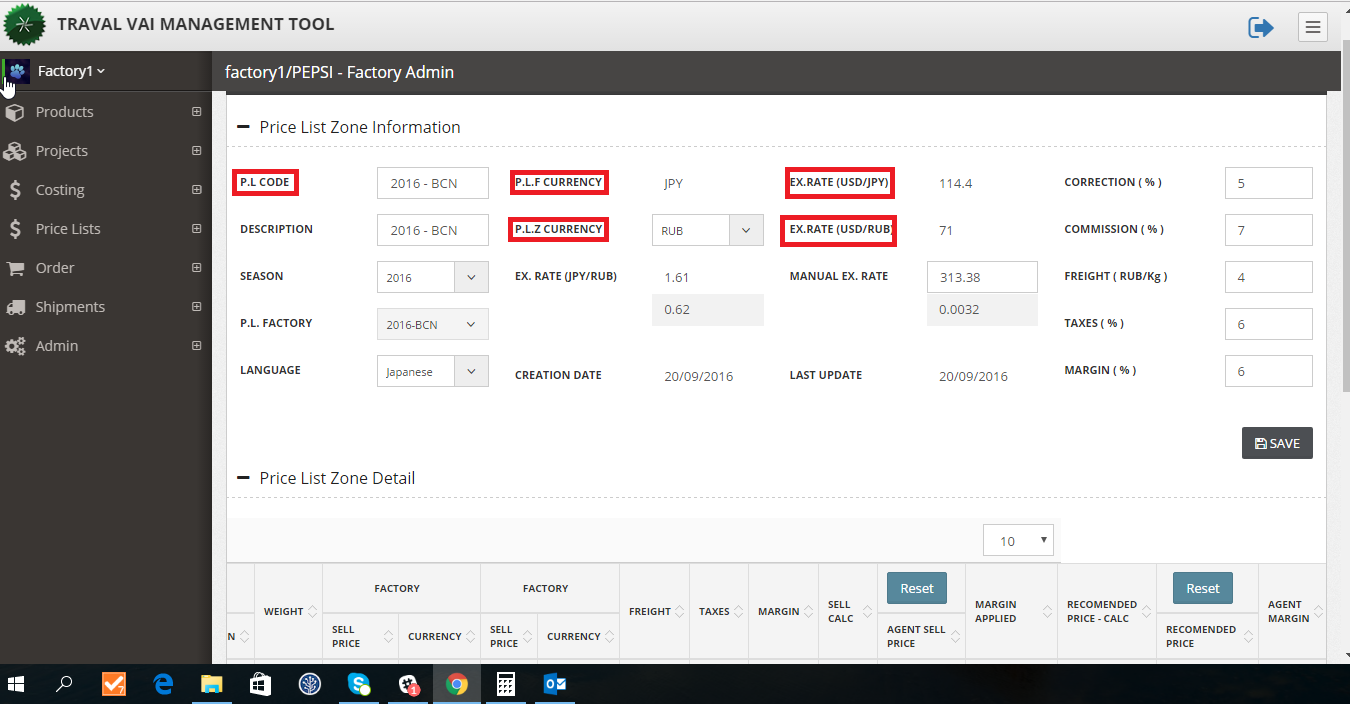 TRAVAL VAI MANAGEMENT TOOL
Factory1
factory1/PEPSI - Factory Admin
Products
Projects
Costing
Price Lists
Order
Shipments
Admin
Price List Zone Information
P.L CODE 2016 - BCN P.L.F CURRENCY JPY EX.RATE (USD/JPY) 114.4 CORRECTION ( % ) 5
DESCRIPTION 2016 - BCN P.L.Z CURRENCY RUB EX.RATE (USD/RUB) 71 COMMISSION ( % ) 7
SEASON 2016 EX. RATE (JPY/RUB) 1.61 MANUAL EX. RATE 313.38 FREIGHT ( RUB/Kg ) 4
0.62 0.0032
P.L. FACTORY 2016-BCN TAXES ( % ) 6
LANGUAGE Japanese CREATION DATE 20/09/2016 LAST UPDATE 20/09/2016 MARGIN ( % ) 6
SAVE
Price List Zone Detail
10
N WEIGHT FACTORY FACTORY FREIGHT TAXES MARGIN SELL CALC Reset MARGIN APPLIED RECOMENDED PRICE - CALC Reset AGENT MARGIN
SELL PRICE CURRENCY SELL PRICE CURRENCY AGENT SELL PRICE RECOMENDED PRICE
7
1